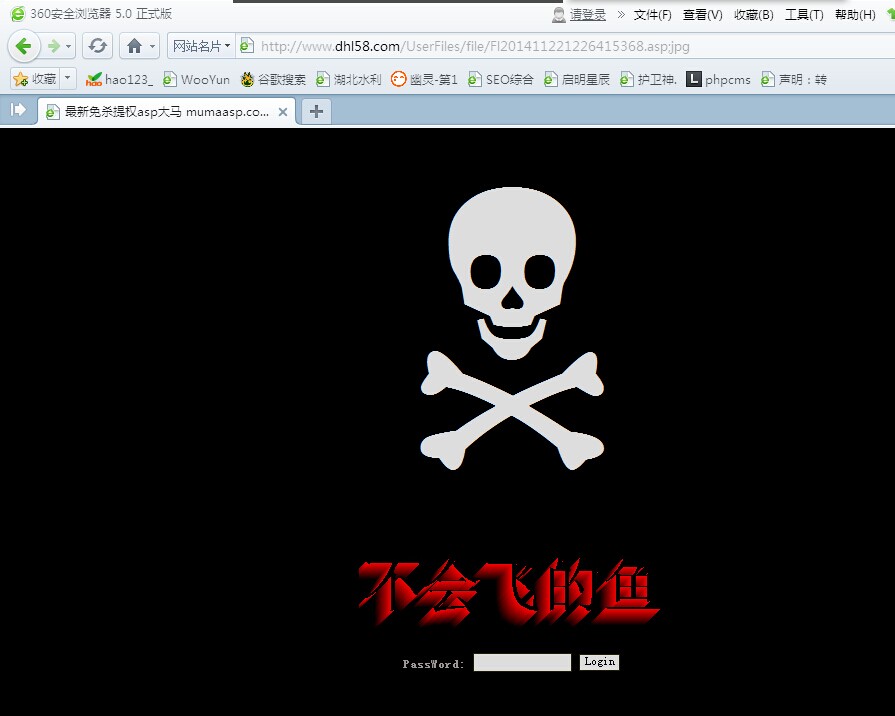 360安全浏览器 5.0 正式版
请登录 » 文件(F) 查看(V) 收藏(B) 工具(T) 帮助(H)
网站名片 http://www.dhl58.com/UserFiles/file/FI201411221226415368.asp;jpg
收藏 hao123_ WooYun 谷歌搜索 湖北水利 幽灵-第1 SEO综合 启明星辰 护卫神. phpcms 声明：转
最新免杀提权asp大马 mumaasp.co...
不会飞的鱼
PassWord: Login